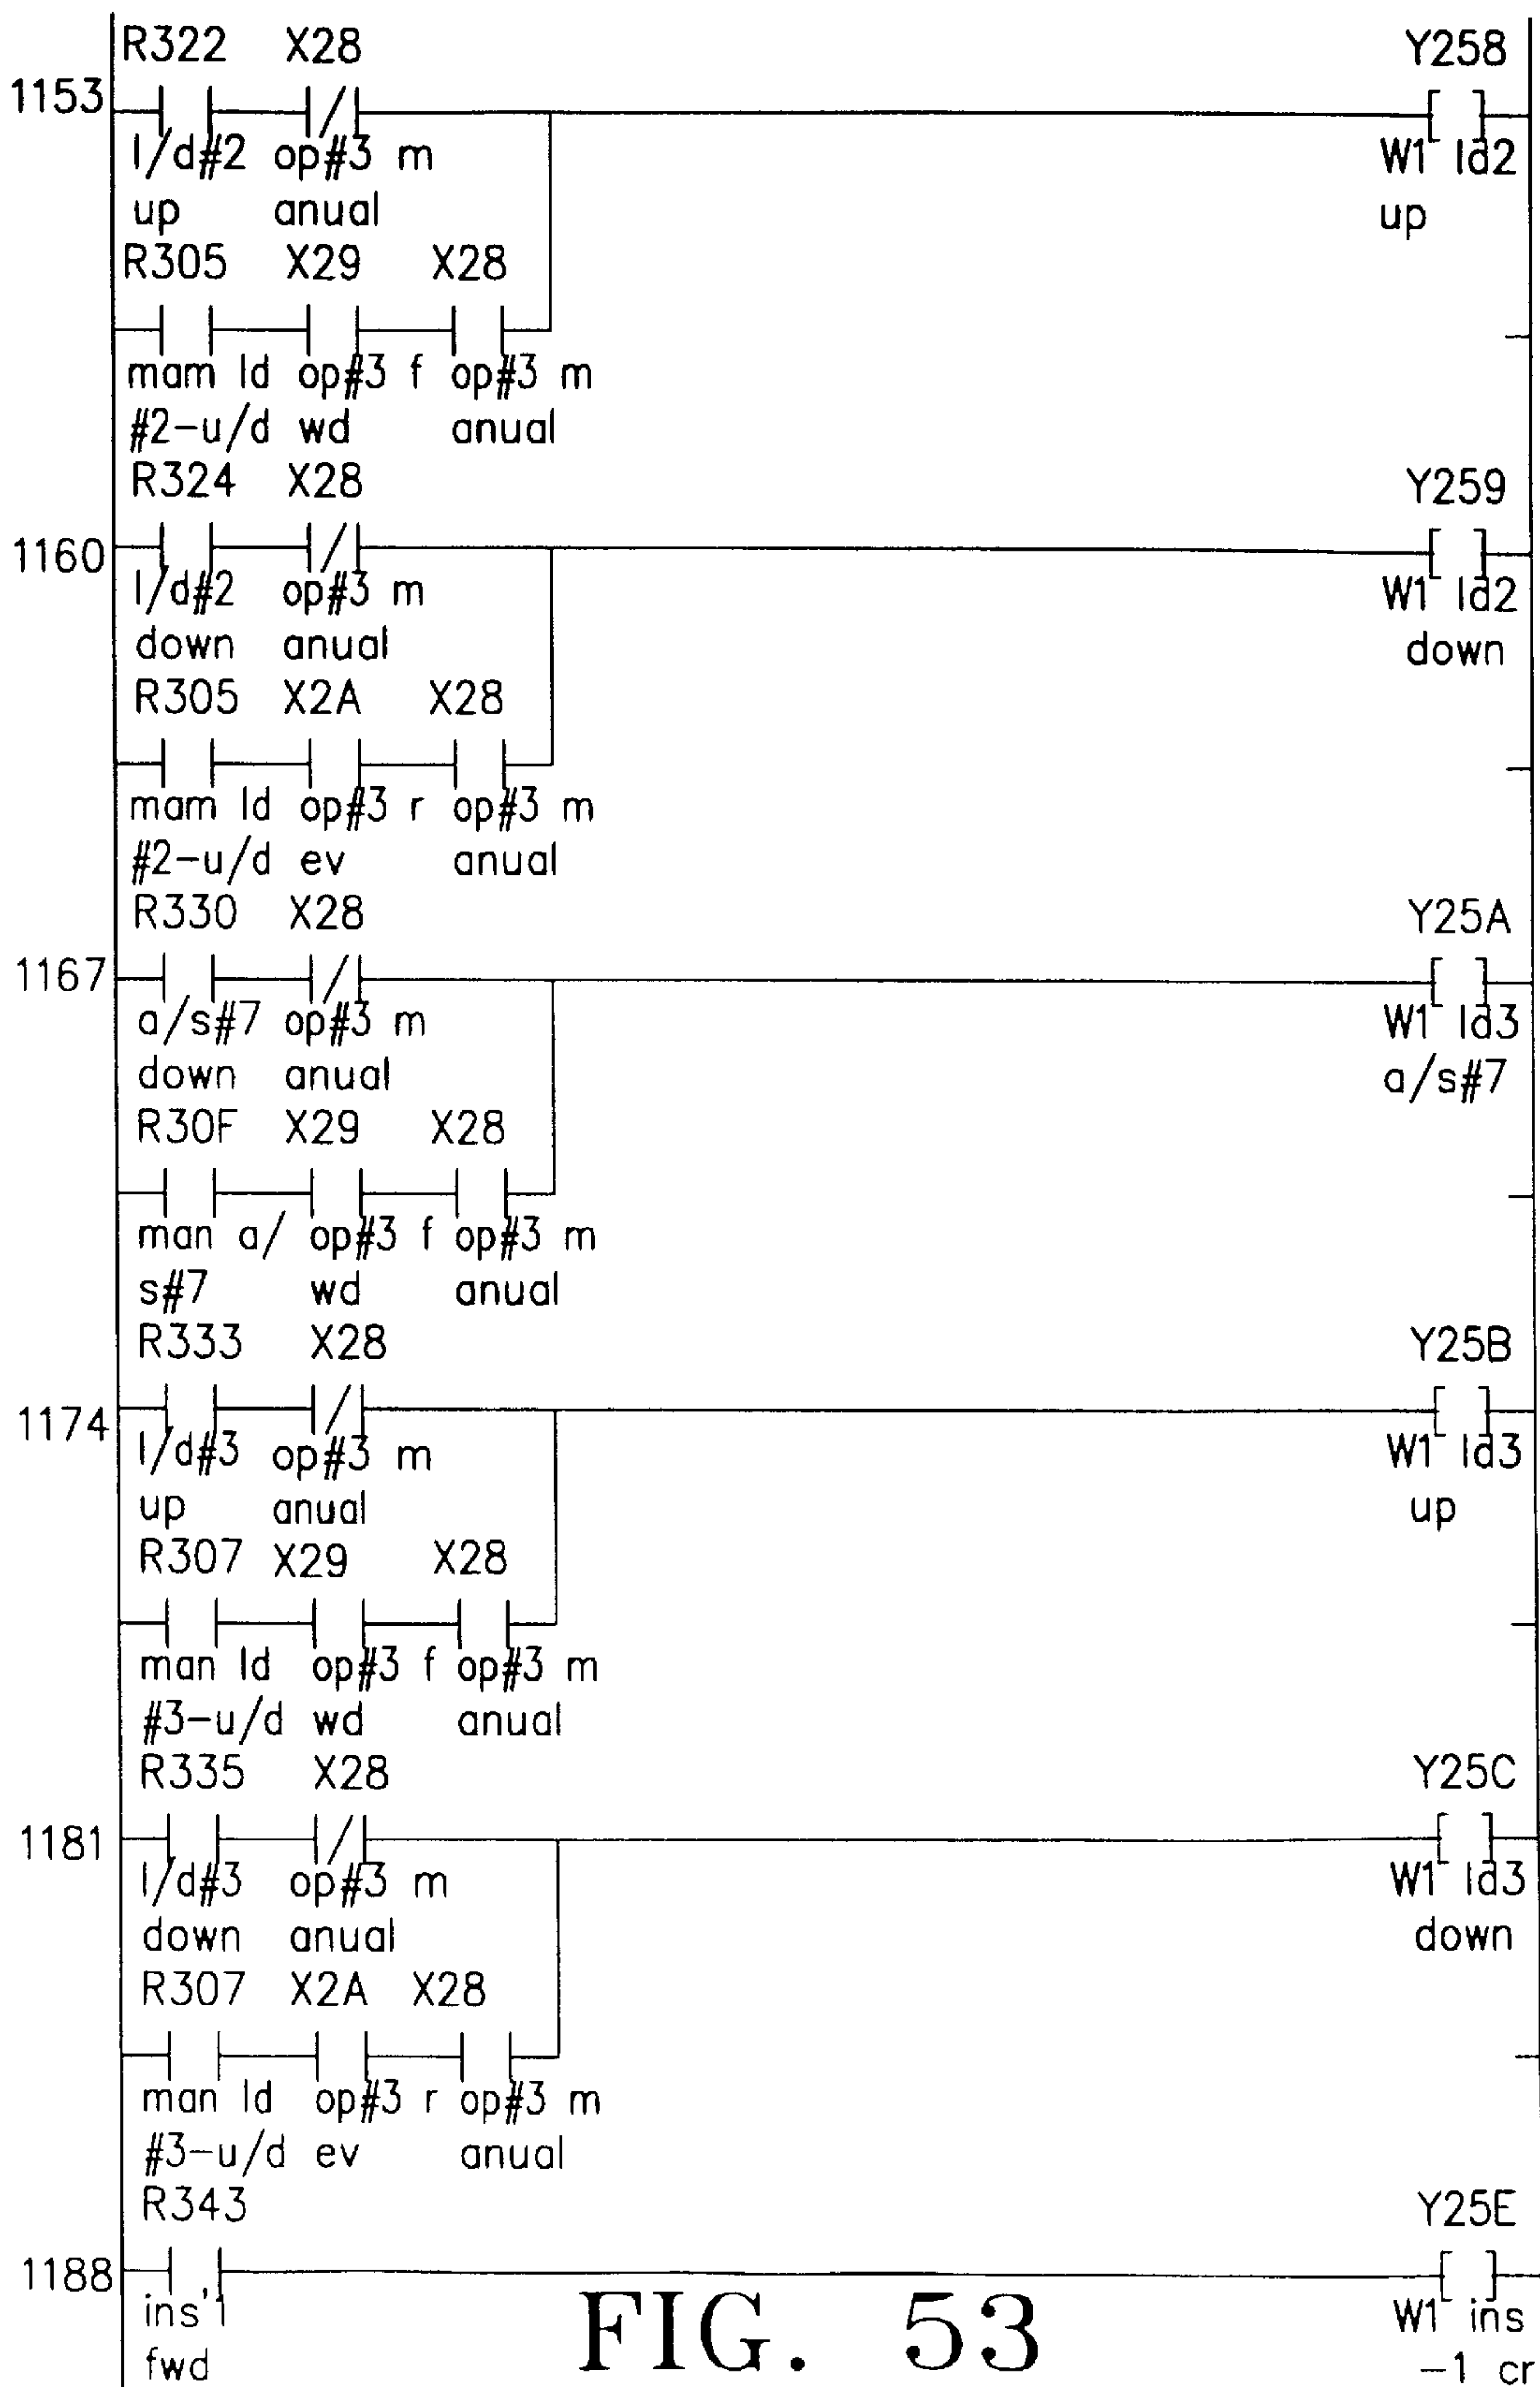 R322 X28 Y258
1153
l/d#2 op#3 m W1 ld2
up anual up
R305 X29 X28
mam ld op#3 f op#3 m
#2-u/d wd anual
R324 X28 Y259
1160
l/d#2 op#3 m W1 ld2
down anual down
R305 X2A X28
mam ld op#3 r op#3 m
#2-u/d ev anual
R330 X28 Y25A
1167
a/s#7 op#3 m W1 ld3
down anual a/s#7
R30F X29 X28
man a/ op#3 f op#3 m
s#7 wd anual
R333 X28 Y25B
1174
l/d#3 op#3 m W1 ld3
up anual up
R307 X29 X28
man ld op#3 f op#3 m
#3-u/d wd anual
R335 X28 Y25C
1181
l/d#3 op#3 m W1 ld3
down anual down
R307 X2A X28
man ld op#3 r op#3 m
#3-u/d ev anual
R343 Y25E
1188
ins'1 W1 ins
fwd -1 cr
FIG. 53